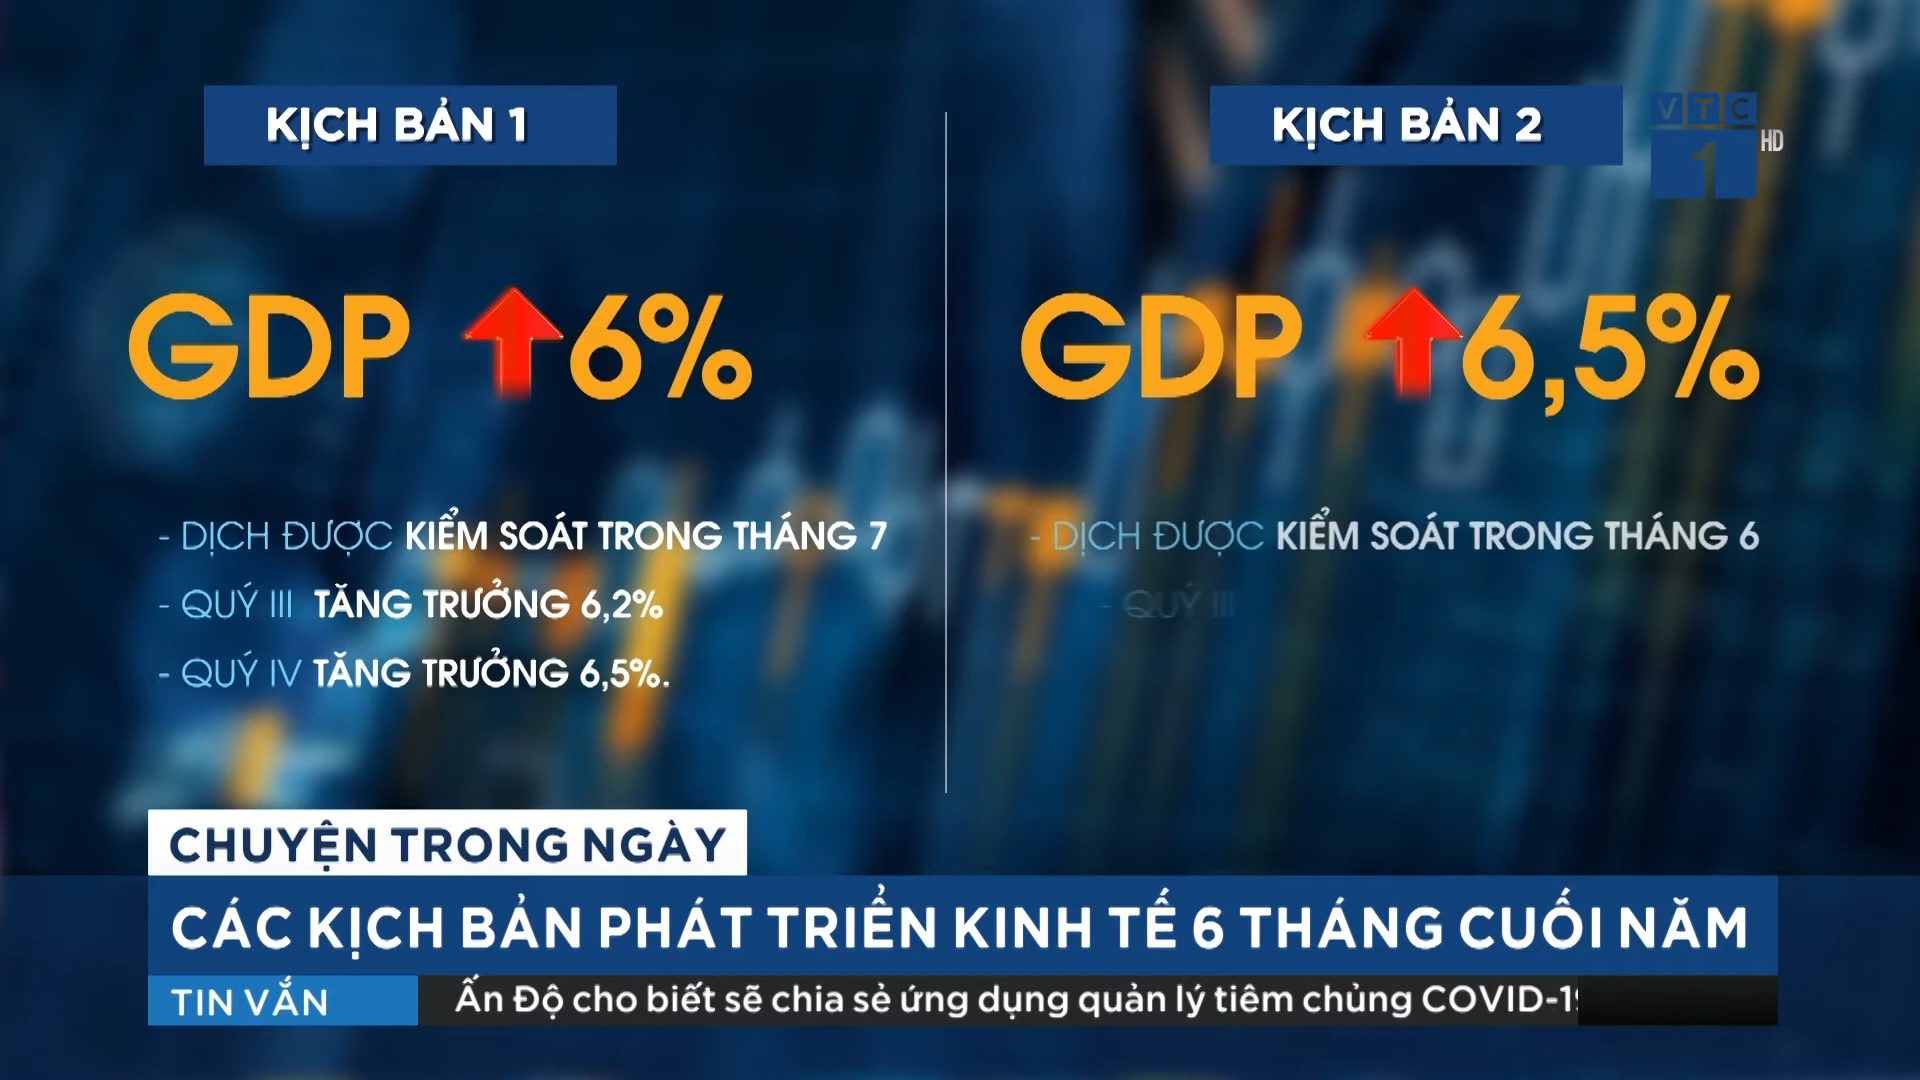 KỊCH BẢN 1
GDP 6%
- DỊCH ĐƯỢC KIỂM SOÁT TRONG THÁNG 7
- QUÝ III TĂNG TRƯỞNG 6,2%
- QUÝ IV TĂNG TRƯỞNG 6,5%.
KỊCH BẢN 2
VTC
1 HD
GDP 6,5%
- DỊCH ĐƯỢC KIỂM SOÁT TRONG THÁNG 6
- QUÝ III
CHUYỆN TRONG NGÀY
CÁC KỊCH BẢN PHÁT TRIỂN KINH TẾ 6 THÁNG CUỐI NĂM
TIN VẮN
Ấn Độ cho biết sẽ chia sẻ ứng dụng quản lý tiêm chủng COVID-19